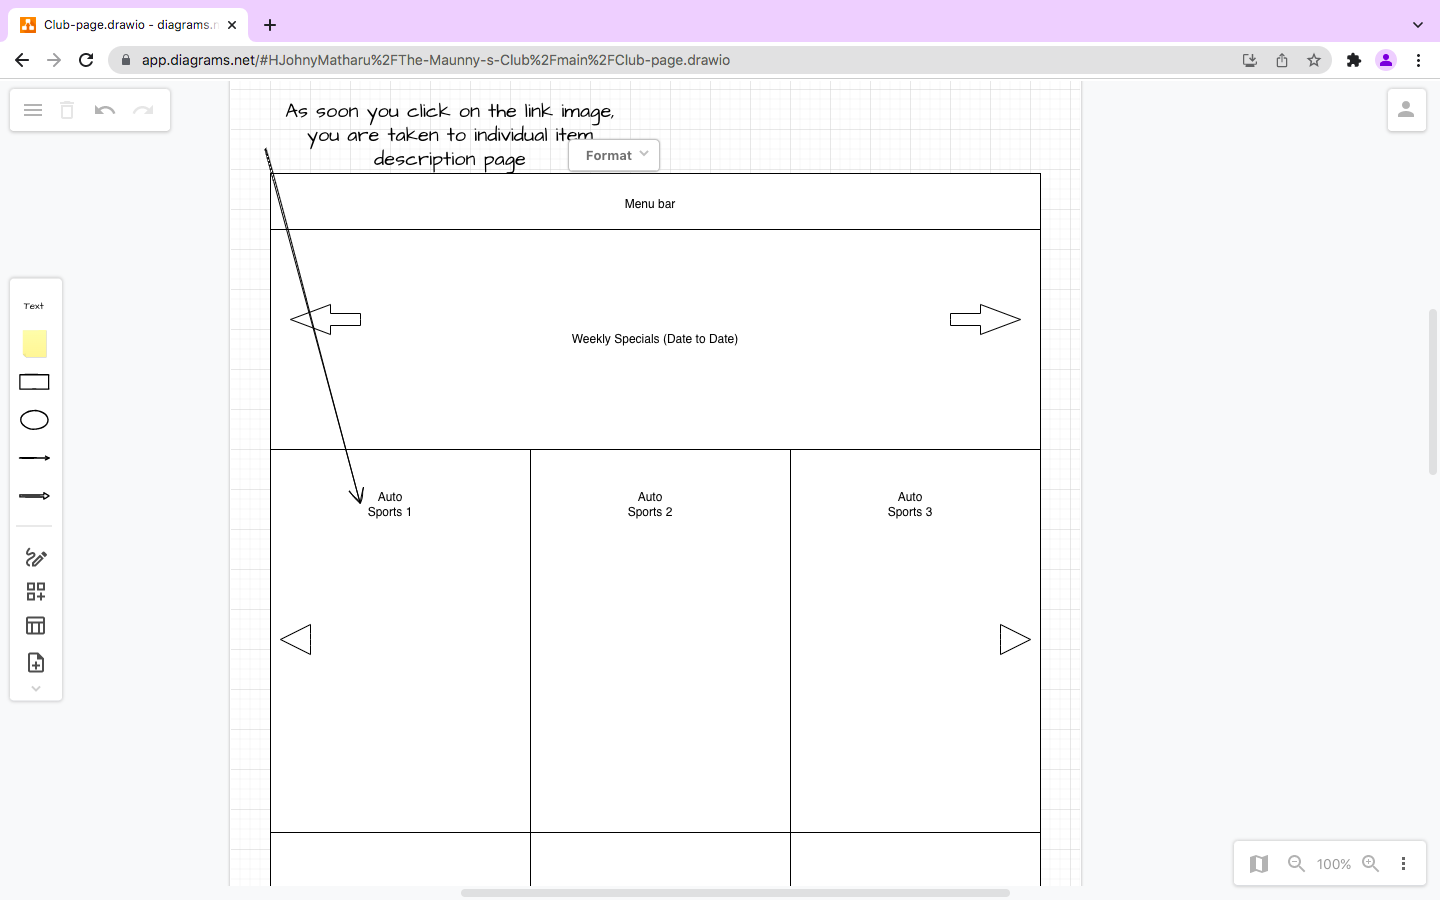 Club-page.drawio - diagrams.n
app.diagrams.net/#HJohnyMatharu%2FThe-Maunny-s-Club%2Fmain%2FClub-page.drawio
As soon you click on the link image,
you are taken to individual item
description page
Format
Menu bar
Weekly Specials (Date to Date)
Text
Auto
Sports 1
Auto
Sports 2
Auto
Sports 3
100%